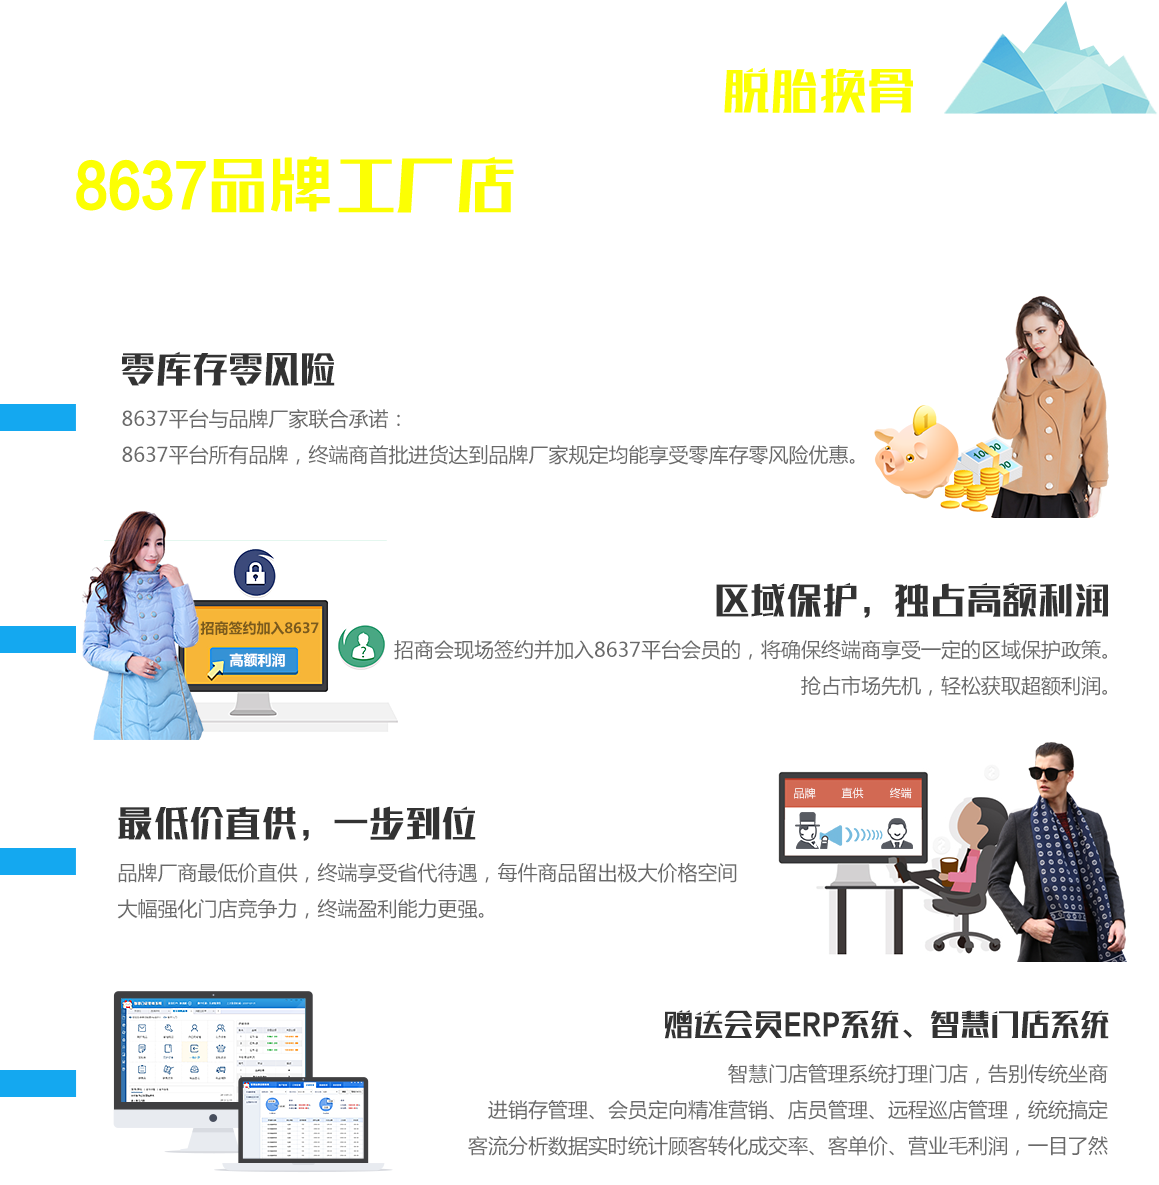 脱胎换骨
8637品牌工厂店
零库存零风险
8637平台与品牌厂家联合承诺：
8637平台所有品牌，终端商首批进货达到品牌厂家规定均能享受零库存零风险优惠。
招商签约加入8637
高额利润
区域保护，独占高额利润
招商会现场签约并加入8637平台会员的，将确保终端商享受一定的区域保护政策。
抢占市场先机，轻松获取超额利润。
品牌 直供 终端
最低价直供，一步到位
品牌厂商最低价直供，终端享受省代待遇，每件商品留出极大价格空间
大幅强化门店竞争力，终端盈利能力更强。
赠送会员ERP系统、智慧门店系统
智慧门店管理系统打理门店，告别传统坐商
进销存管理、会员定向精准营销、店员管理、远程巡店管理，统统搞定
客流分析数据实时统计顾客转化成交率、客单价、营业毛利润，一目了然